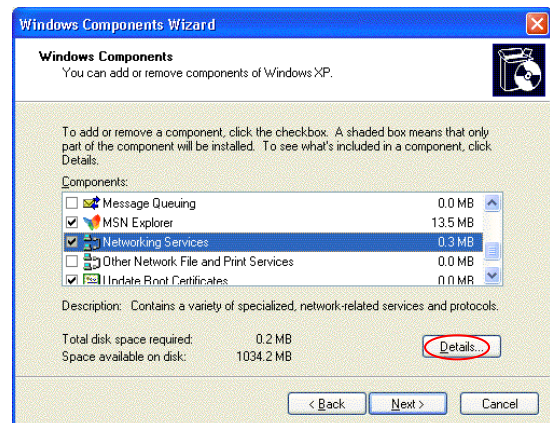 Windows Components Wizard
Windows Components
You can add or remove components of Windows XP.
To add or remove a component, click the checkbox. A shaded box means that only
part of the component will be installed. To see what's included in a component, click
Details.
Components:
Message Queuing 0.0 MB
MSN Explorer 13.5 MB
Networking Services 0.3 MB
Other Network File and Print Services 0.0 MB
Update Root Certificates 0.0 MB
Description: Contains a variety of specialized, network-related services and protocols.
Total disk space required: 0.2 MB
Space available on disk: 1034.2 MB
Details...
< Back Next > Cancel